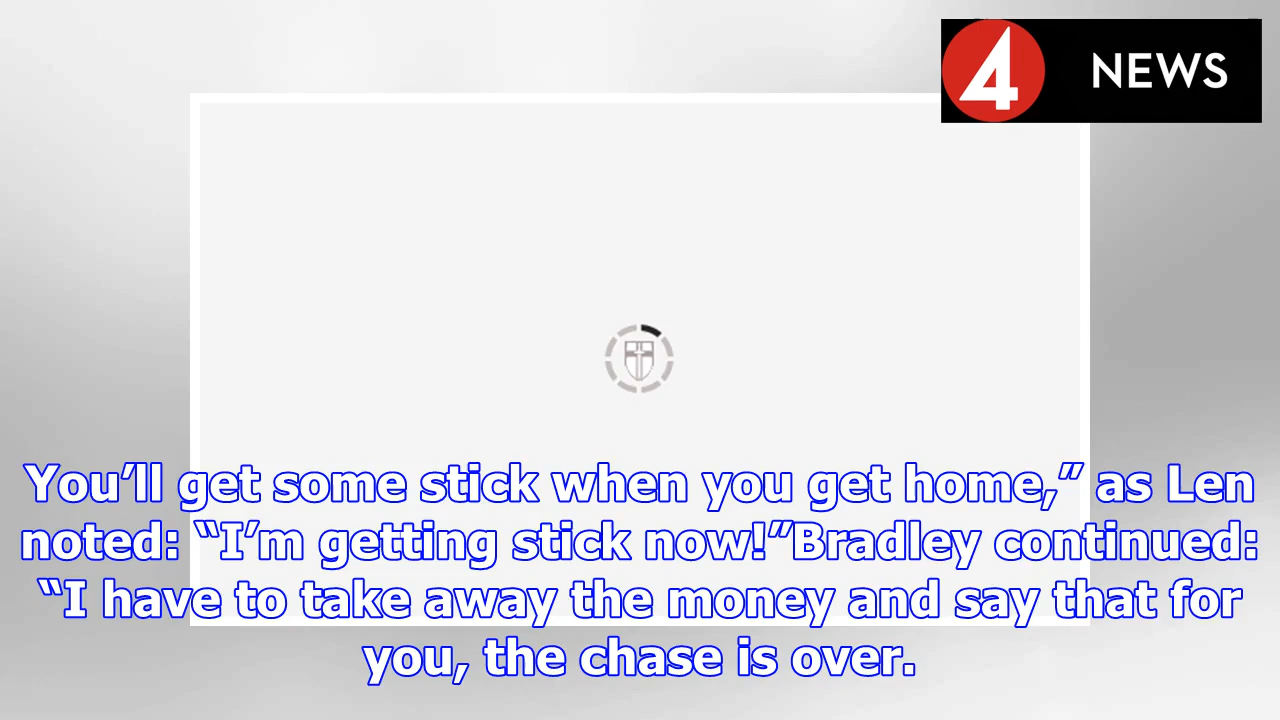 4 NEWS
You’ll get some stick when you get home,” as Len
noted: “I’m getting stick now!”Bradley continued:
“I have to take away the money and say that for
you, the chase is over.